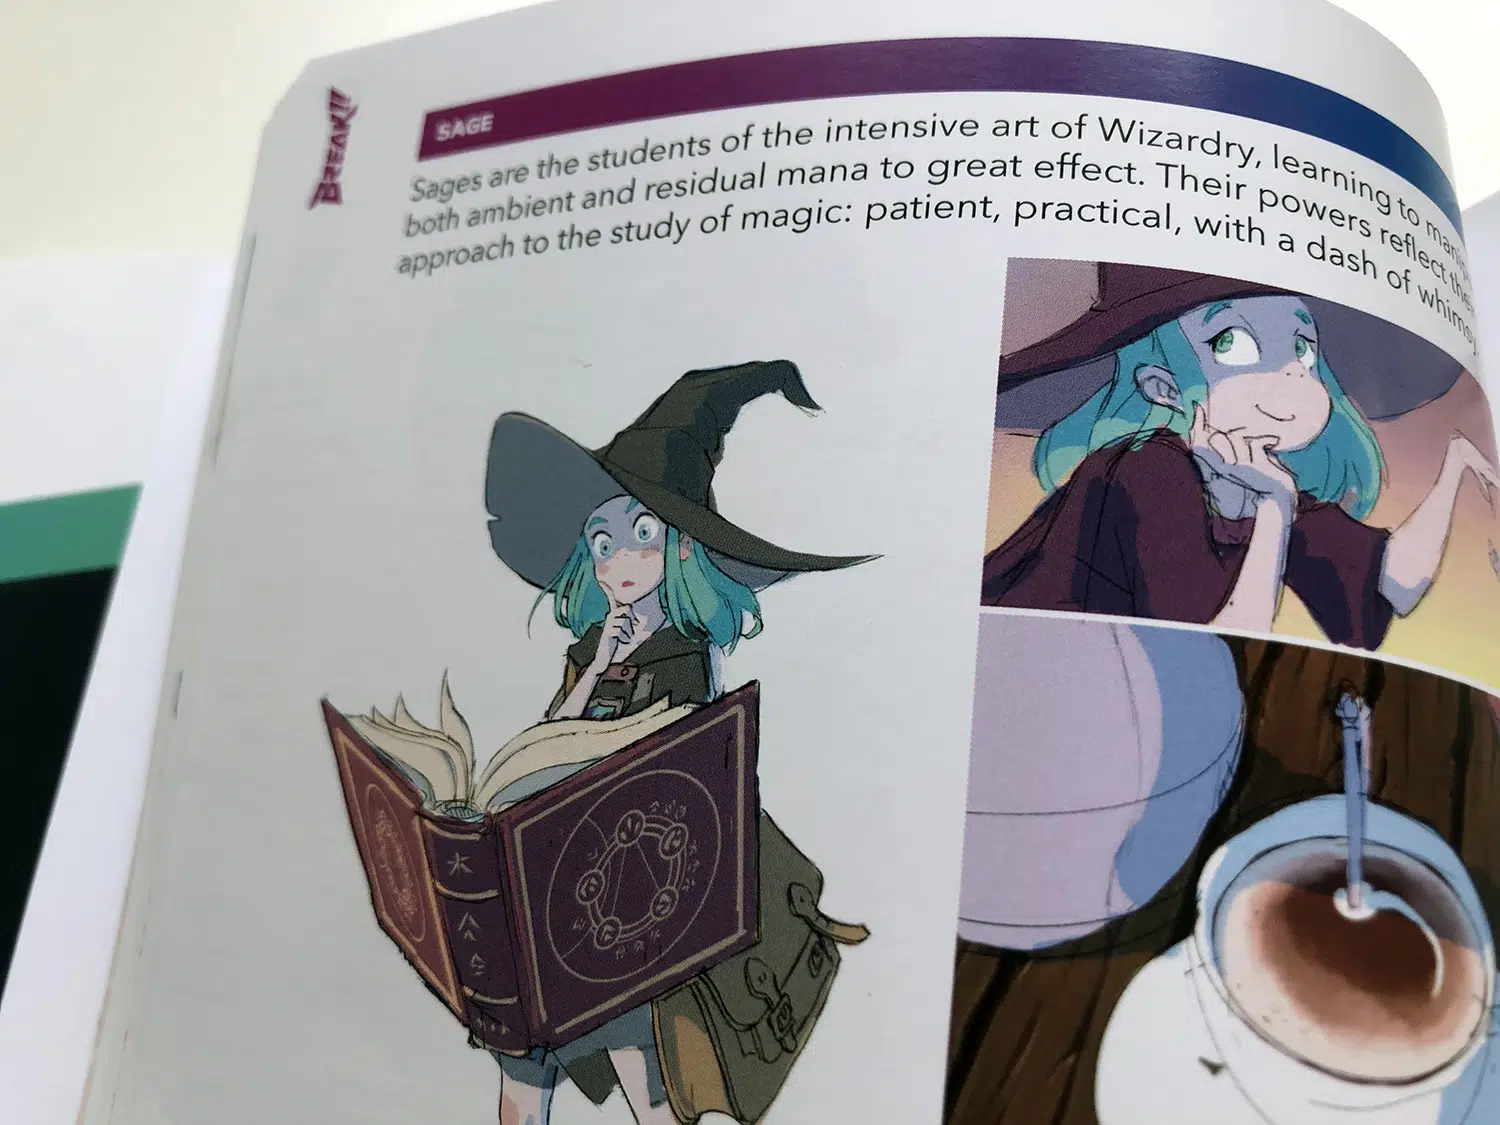 BREAK!!
SAGE
Sages are the students of the intensive art of Wizardry, learning to
both ambient and residual mana to great effect. Their powers reflect
approach to the study of magic: patient, practical, with a dash of